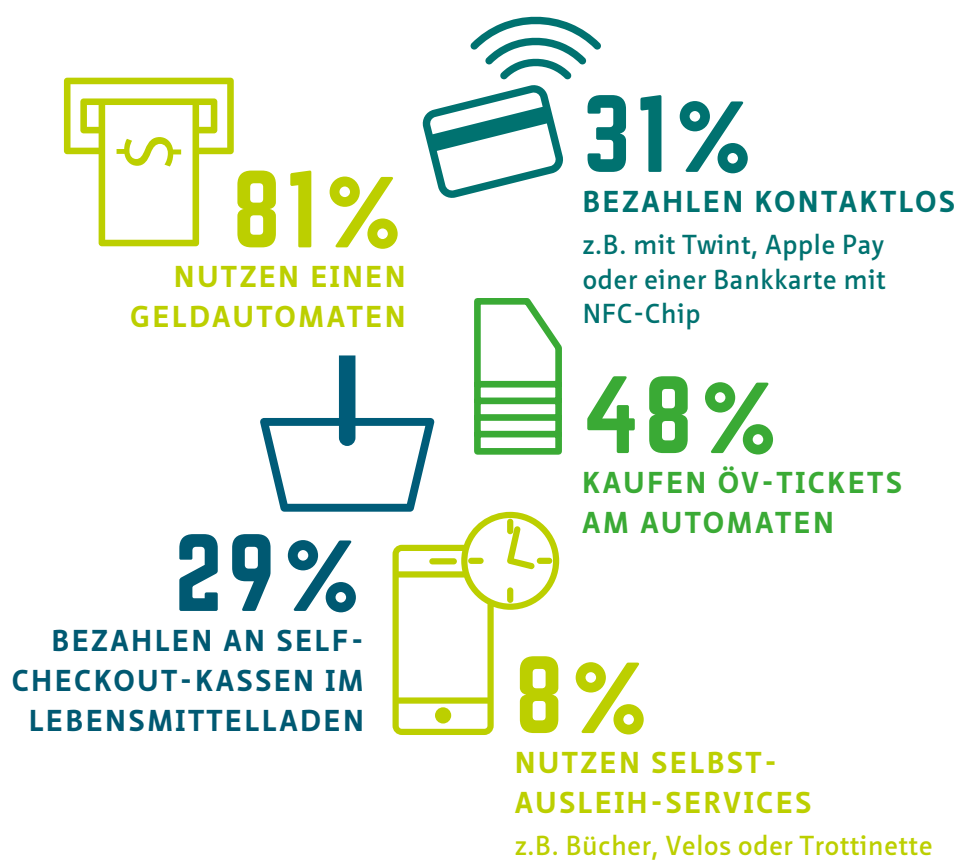 81%
NUTZEN EINEN
GELDAUTOMATEN
31%
BEZAHLEN KONTAKTLOS
z.B. mit Twint, Apple Pay
oder einer Bankkarte mit
NFC-Chip
48%
KAUFEN ÖV-TICKETS
AM AUTOMATEN
29%
BEZAHLEN AN SELF-
CHECKOUT-KASSEN IM
LEBENSMITTELLADEN
8%
NUTZEN SELBST-
AUSLEIH-SERVICES
z.B. Bücher, Velos oder Trottinette